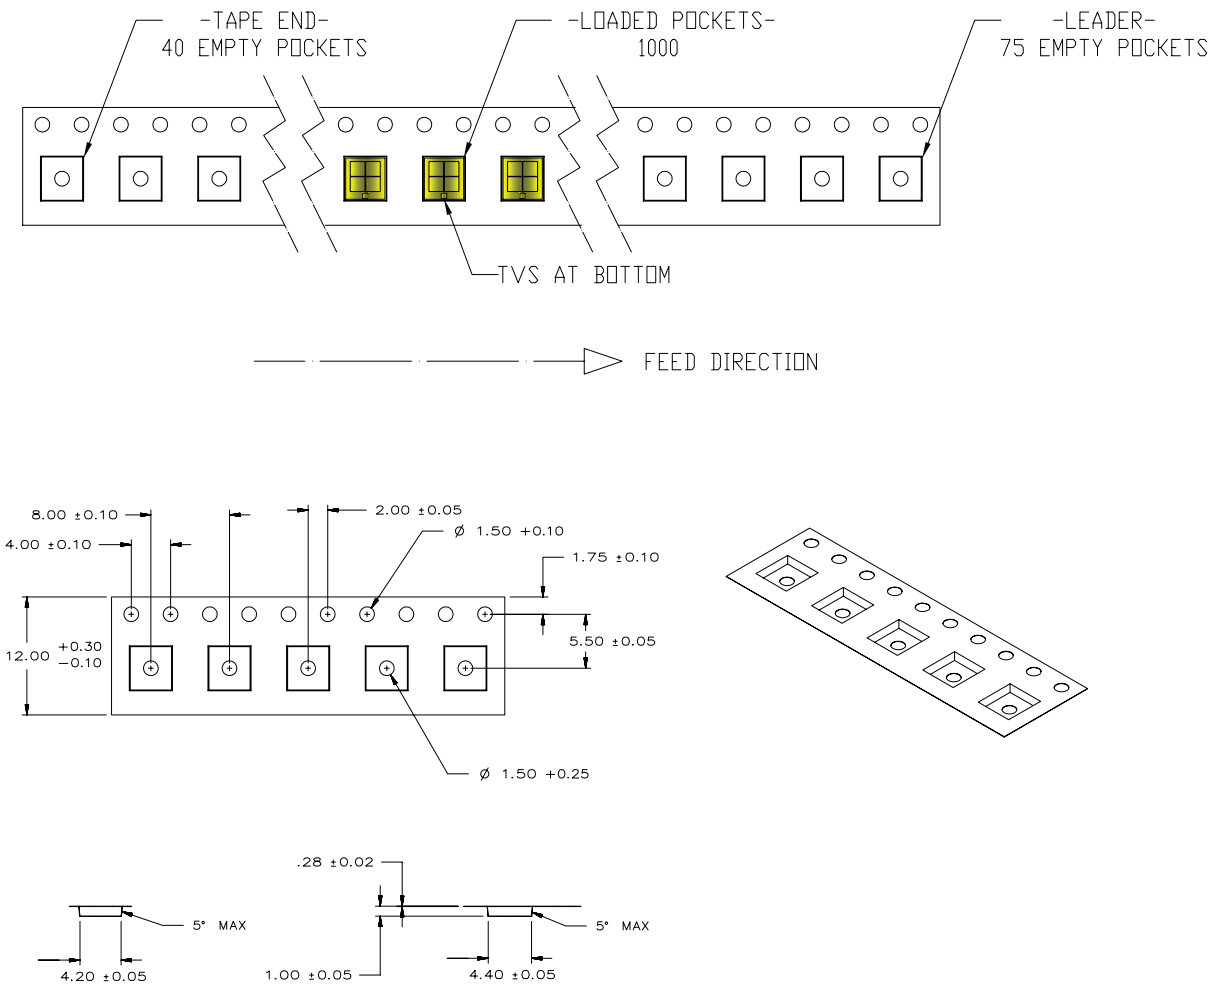 -TAPE END-
40 EMPTY POCKETS
-LOADED POCKETS-
1000
-LEADER-
75 EMPTY POCKETS
TVS AT BOTTOM
FEED DIRECTION
8.00 ±0.10
2.00 ±0.05
Ø 1.50 +0.10
4.00 ±0.10
1.75 ±0.10
12.00 +0.30
-0.10
5.50 ±0.05
Ø 1.50 +0.25
.28 ±0.02
5° MAX
5° MAX
4.20 ±0.05
1.00 ±0.05
4.40 ±0.05